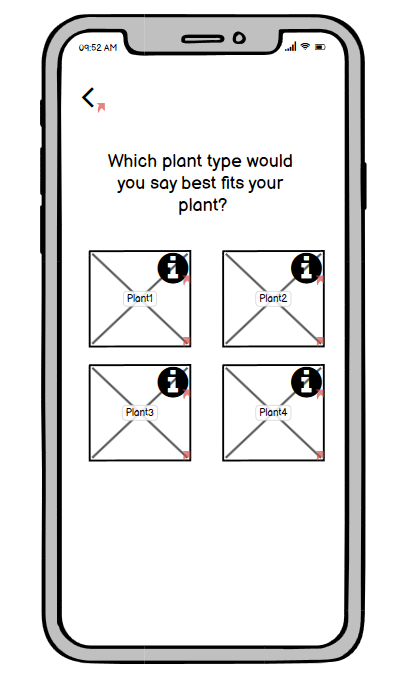 09:52 AM
Which plant type would
you say best fits your
plant?
Plant1
Plant2
Plant3
Plant4